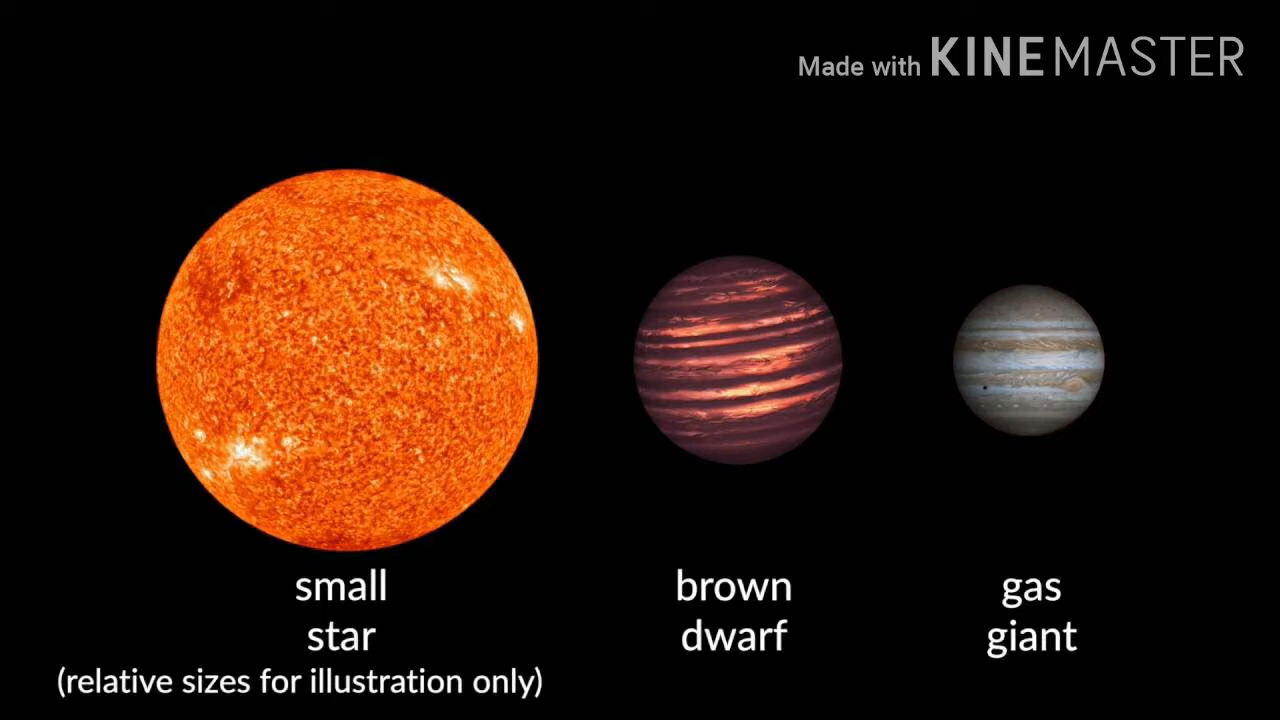 Made with KINEMASTER
small
star
(relative sizes for illustration only)
brown
dwarf
gas
giant